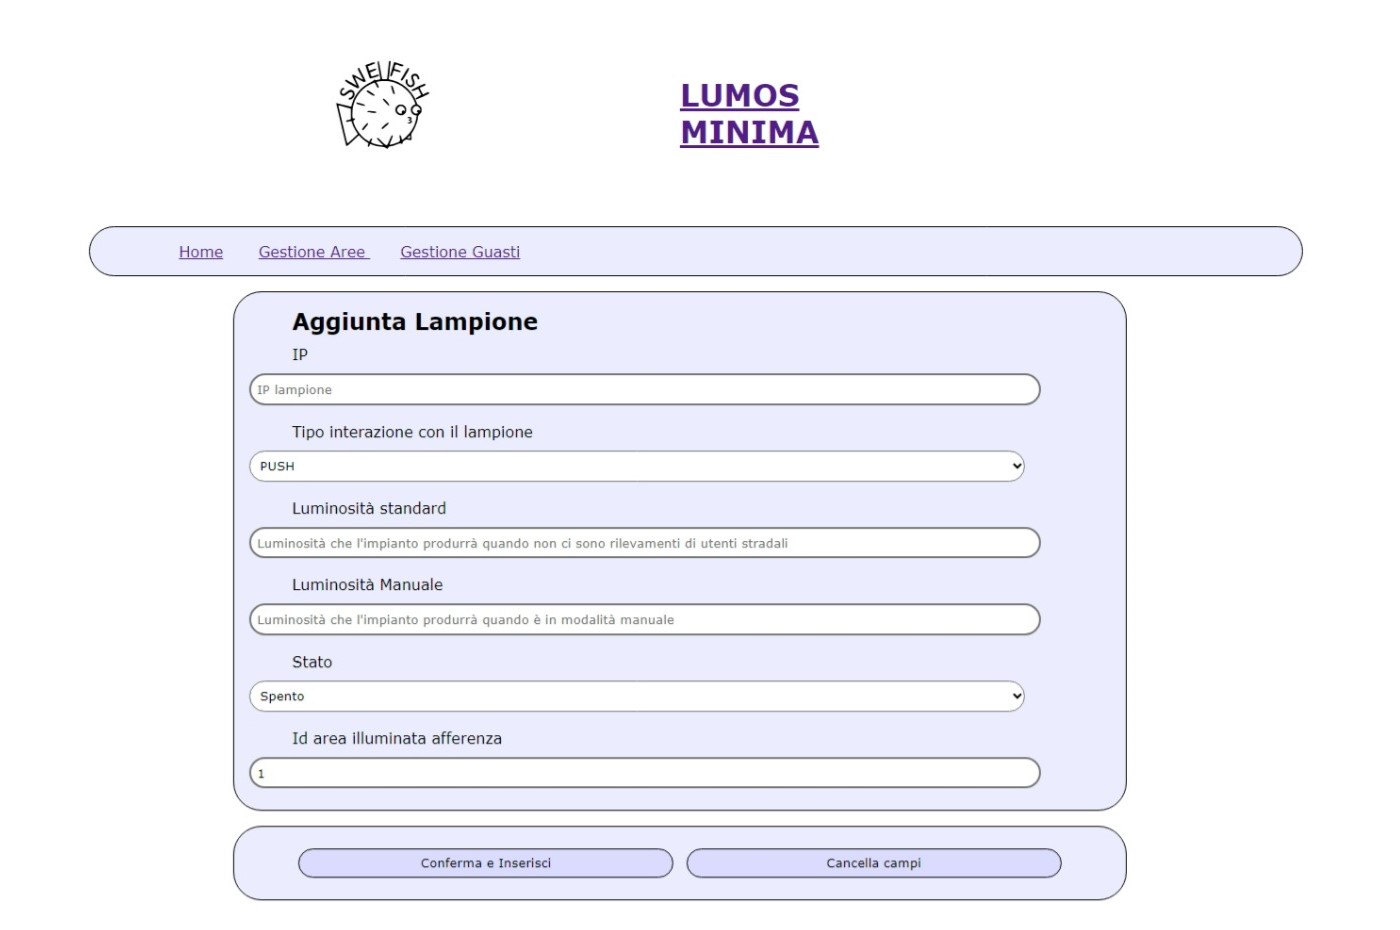 SWELLFISH
LUMOS
MINIMA
Home Gestione Aree Gestione Guasti
Aggiunta Lampione
IP
IP lampione
Tipo interazione con il lampione
PUSH
Luminosità standard
Luminosità che l'impianto produrrà quando non ci sono rilevamenti di utenti stradali
Luminosità Manuale
Luminosità che l'impianto produrrà quando è in modalità manuale
Stato
Spento
Id area illuminata afferenza
1
Conferma e Inserisci Cancella campi